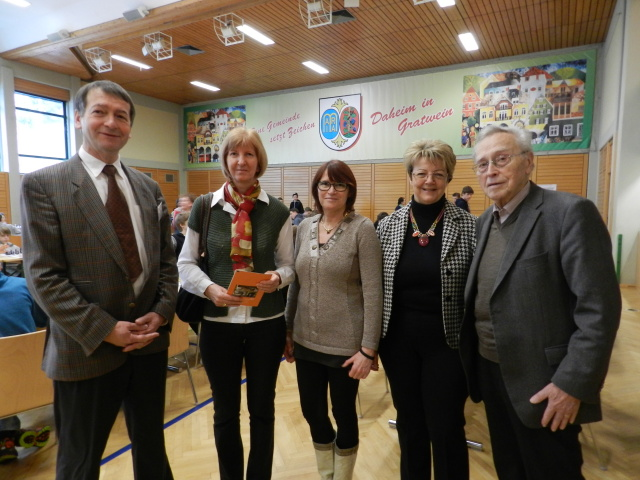 Gemeinde
setzt Zeichen
Daheim in
Gratwein